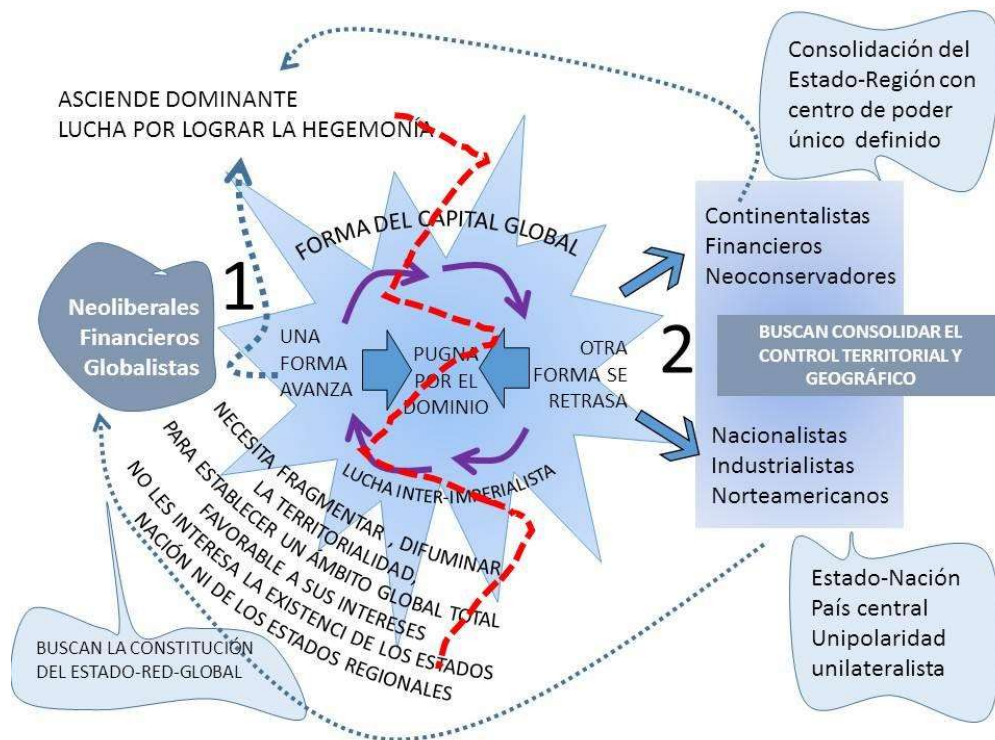 ASCIENDE DOMINANTE
LUCHA POR LOGRAR LA HEGEMONÍA
Consolidación del
Estado-Región con
centro de poder
único definido
FORMA DEL CAPITAL GLOBAL
1
Neoliberales
Financieros
Globalistas
UNA
FORMA
AVANZA
PUGNA
POR EL
DOMINIO
OTRA
FORMA SE
RETRASA
2
Continentalistas
Financieros
Neoconservadores
BUSCAN CONSOLIDAR EL
CONTROL TERRITORIAL Y
GEOGRÁFICO
Nacionalistas
Industrialistas
Norteamericanos
LUCHA INTER-IMPERIALISTA
NECESITA FRAGMENTAR , DIFUMINAR
LA TERRITORIALIDAD,
PARA ESTABLECER UN ÁMBITO GLOBAL TOTAL
FAVORABLE A SUS INTERESES
NO LES INTERESA LA EXISTENCI DE LOS ESTADOS
NACIÓN NI DE LOS ESTADOS REGIONALES
BUSCAN LA CONSTITUCIÓN
DEL ESTADO-RED-GLOBAL
Estado-Nación
País central
Unipolaridad
unilateralista